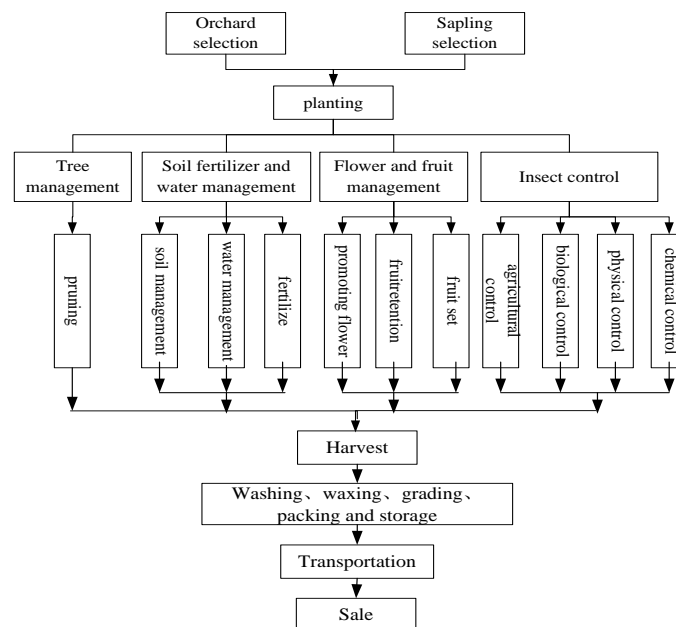 Orchard
selection
Sapling
selection
planting
Tree
management
Soil fertilizer and
water management
Flower and fruit
management
Insect control
pruning
soil management
water management
fertilize
promoting flower
fruitretention
fruit set
agricultural
control
biological control
physical control
chemical control
Harvest
Washing、waxing、grading、
packing and storage
Transportation
Sale